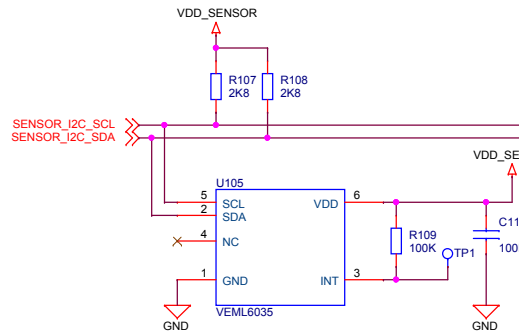 VDD_SENSOR
R107
2K8
R108
2K8
SENSOR_I2C_SCL
SENSOR_I2C_SDA
VDD_SE
U105
5
SCL
2
SDA
4
NC
1
GND
VDD
6
INT
3
VEML6035
R109
100K
TP1
C11
100
GND
GND